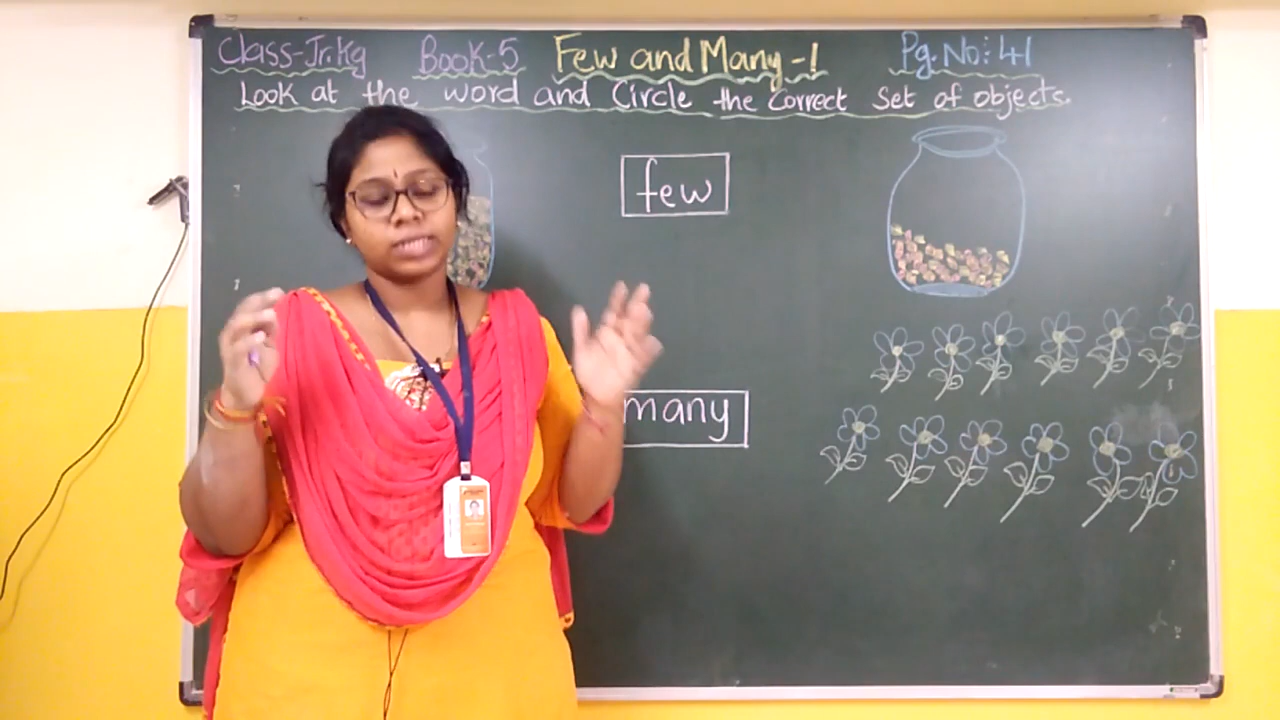 Class-Jr.Kg Book-5 Few and Many-1 Pg.No:41
Look at the word and Circle the correct set of objects.
few
many